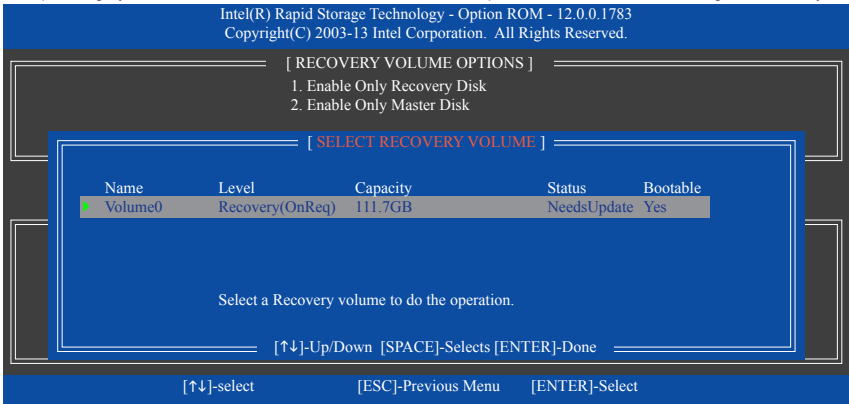 Intel(R) Rapid Storage Technology - Option ROM - 12.0.0.1783
Copyright(C) 2003-13 Intel Corporation. All Rights Reserved.
[ RECOVERY VOLUME OPTIONS ]
1. Enable Only Recovery Disk
2. Enable Only Master Disk
[ SELECT RECOVERY VOLUME ]
Name Level Capacity Status Bootable
Volume0 Recovery(OnReq) 111.7GB NeedsUpdate Yes
Select a Recovery volume to do the operation.
[↑↓]-Up/Down [SPACE]-Selects [ENTER]-Done
[↑↓]-select [ESC]-Previous Menu [ENTER]-Select